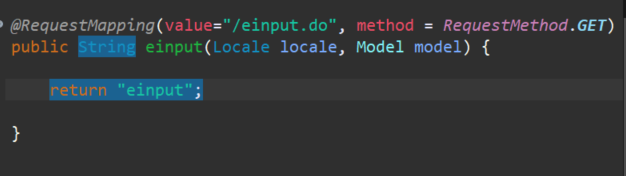 @RequestMapping(value="/einput.do", method = RequestMethod.GET)
public String einput(Locale locale, Model model) {
return "einput";
}